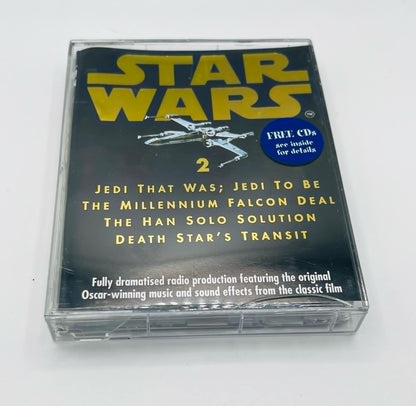 STAR
WARS
™
FREE CDs
see inside
for details
2
JEDI THAT WAS; JEDI TO BE
THE MILLENNIUM FALCON DEAL
THE HAN SOLO SOLUTION
DEATH STAR'S TRANSIT
Fully dramatised radio production featuring the original
Oscar-winning music and sound effects from the classic film